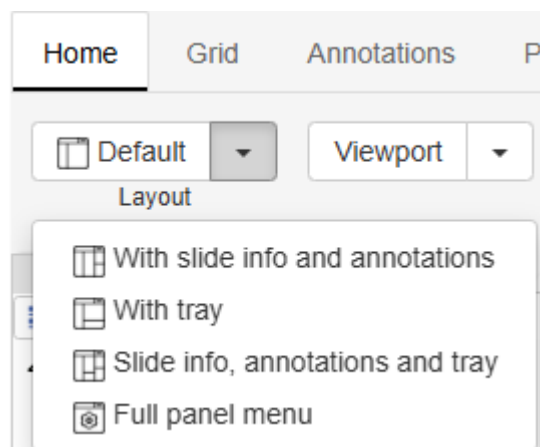 Home Grid Annotations P
Default Viewport
Layout
With slide info and annotations
With tray
Slide info, annotations and tray
Full panel menu